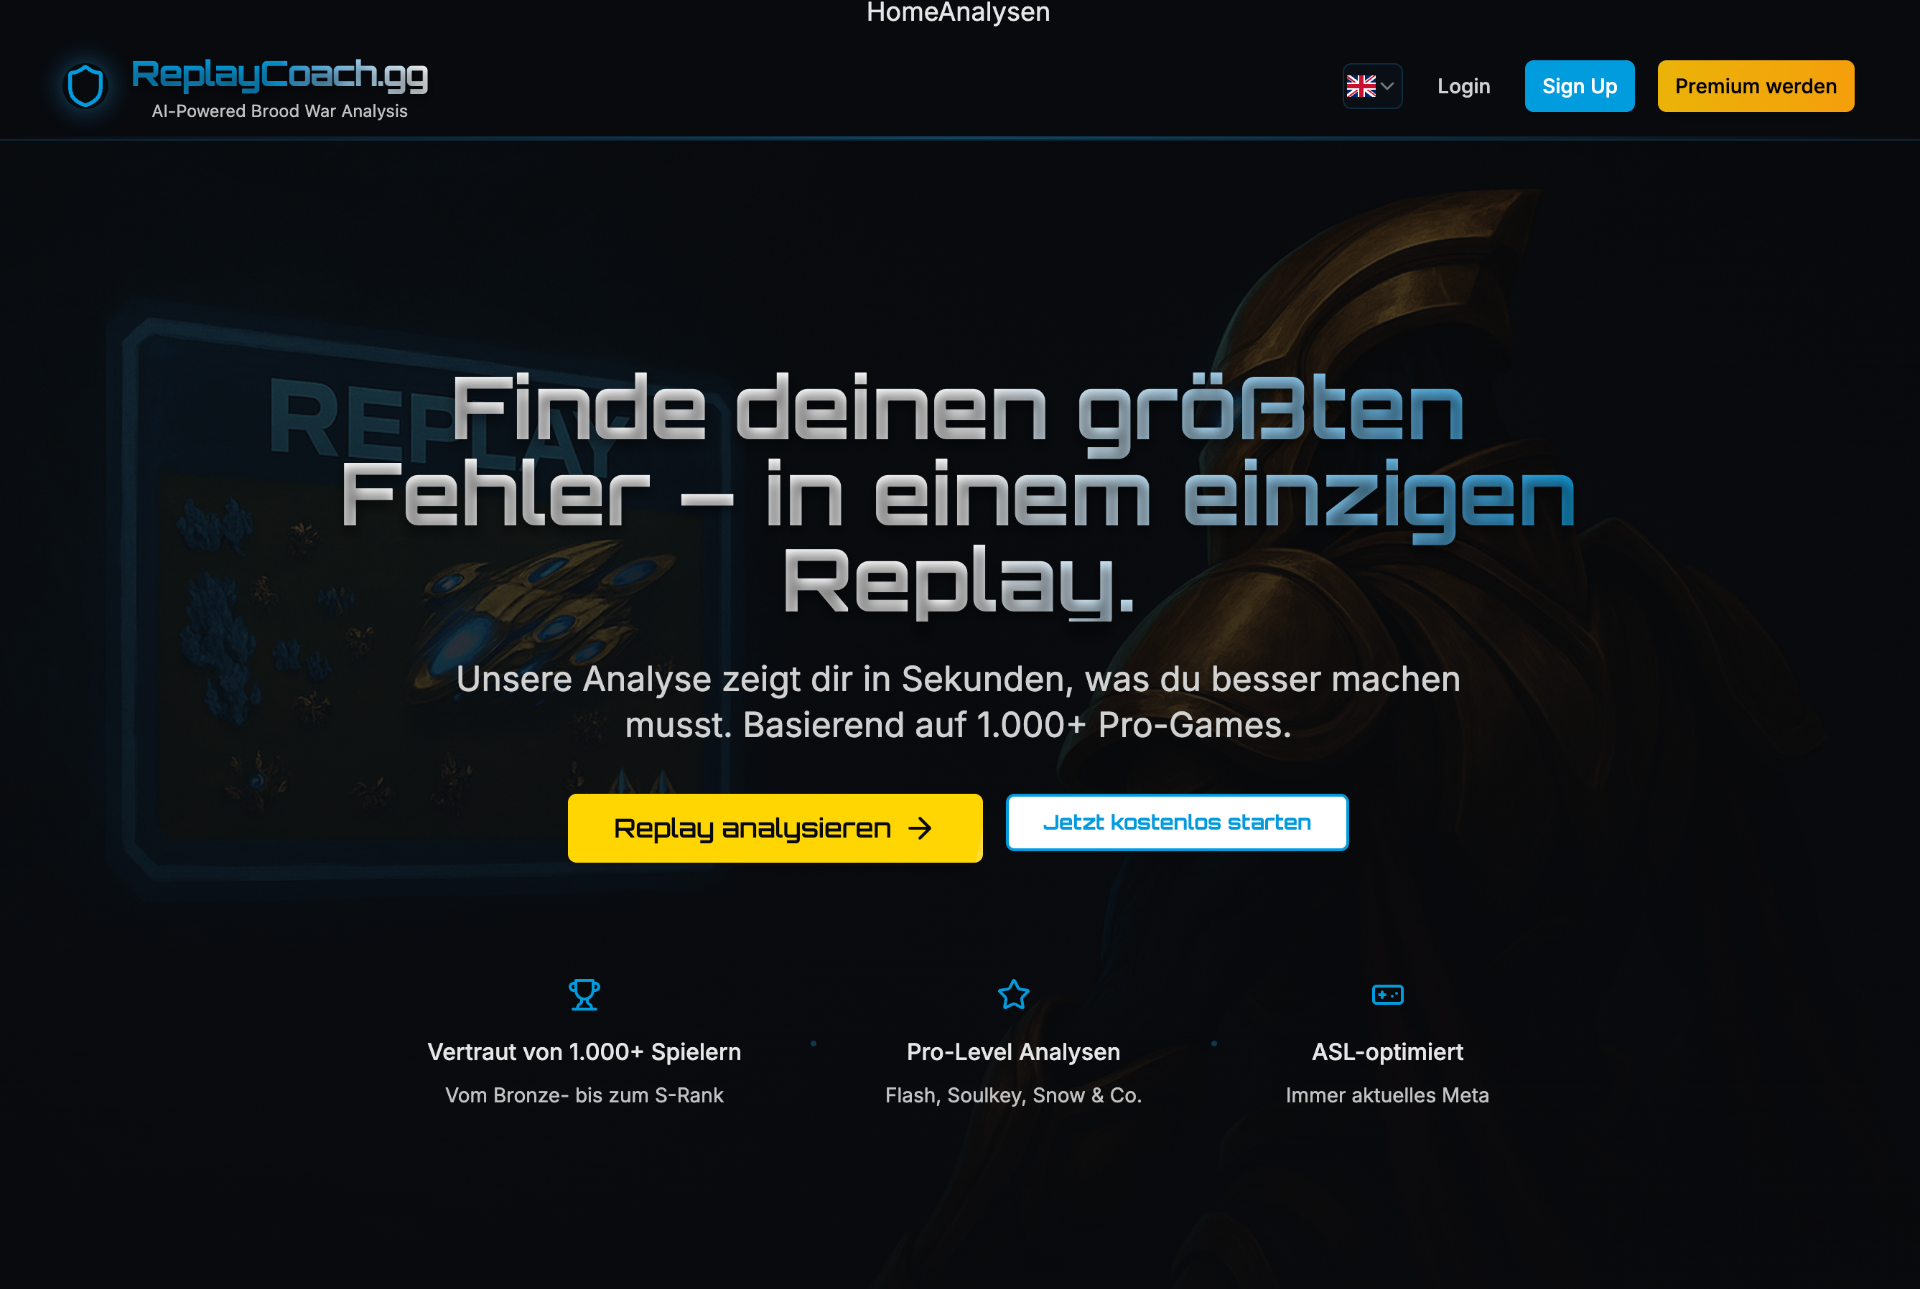 HomeAnalysen
ReplayCoach.gg
AI-Powered Brood War Analysis
Login
Sign Up
Premium werden
REPLAY
Finde deinen größten
Fehler – in einem einzigen
Replay.
Unsere Analyse zeigt dir in Sekunden, was du besser machen
musst. Basierend auf 1.000+ Pro-Games.
Replay analysieren →
Jetzt kostenlos starten
Vertraut von 1.000+ Spielern
Vom Bronze- bis zum S-Rank
Pro-Level Analysen
Flash, Soulkey, Snow & Co.
ASL-optimiert
Immer aktuelles Meta